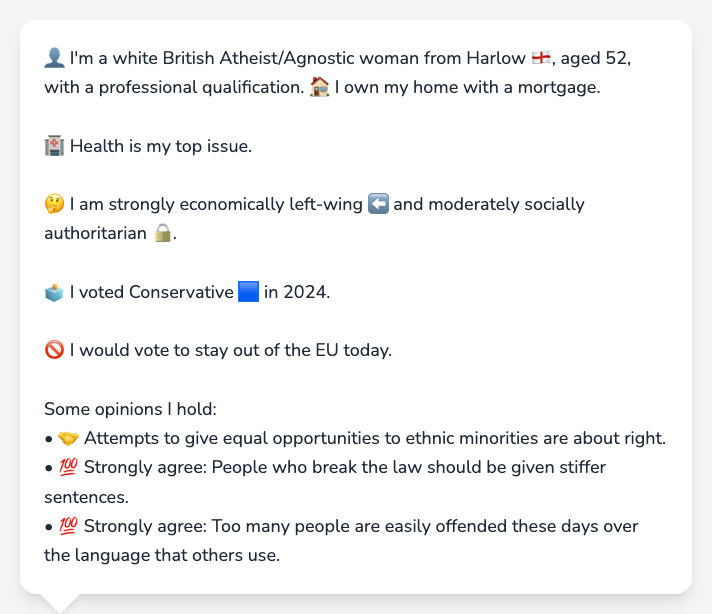 👤 I'm a white British Atheist/Agnostic woman from Harlow 🏴󠁧󠁢󠁥󠁮󠁧󠁿, aged 52,
with a professional qualification. 🏠 I own my home with a mortgage.
🏥 Health is my top issue.
🤔 I am strongly economically left-wing ⬅️ and moderately socially
authoritarian 🔒.
🗳️ I voted Conservative 🟦 in 2024.
🚫 I would vote to stay out of the EU today.
Some opinions I hold:
• 🤝 Attempts to give equal opportunities to ethnic minorities are about right.
• 💯 Strongly agree: People who break the law should be given stiffer
sentences.
• 💯 Strongly agree: Too many people are easily offended these days over
the language that others use.